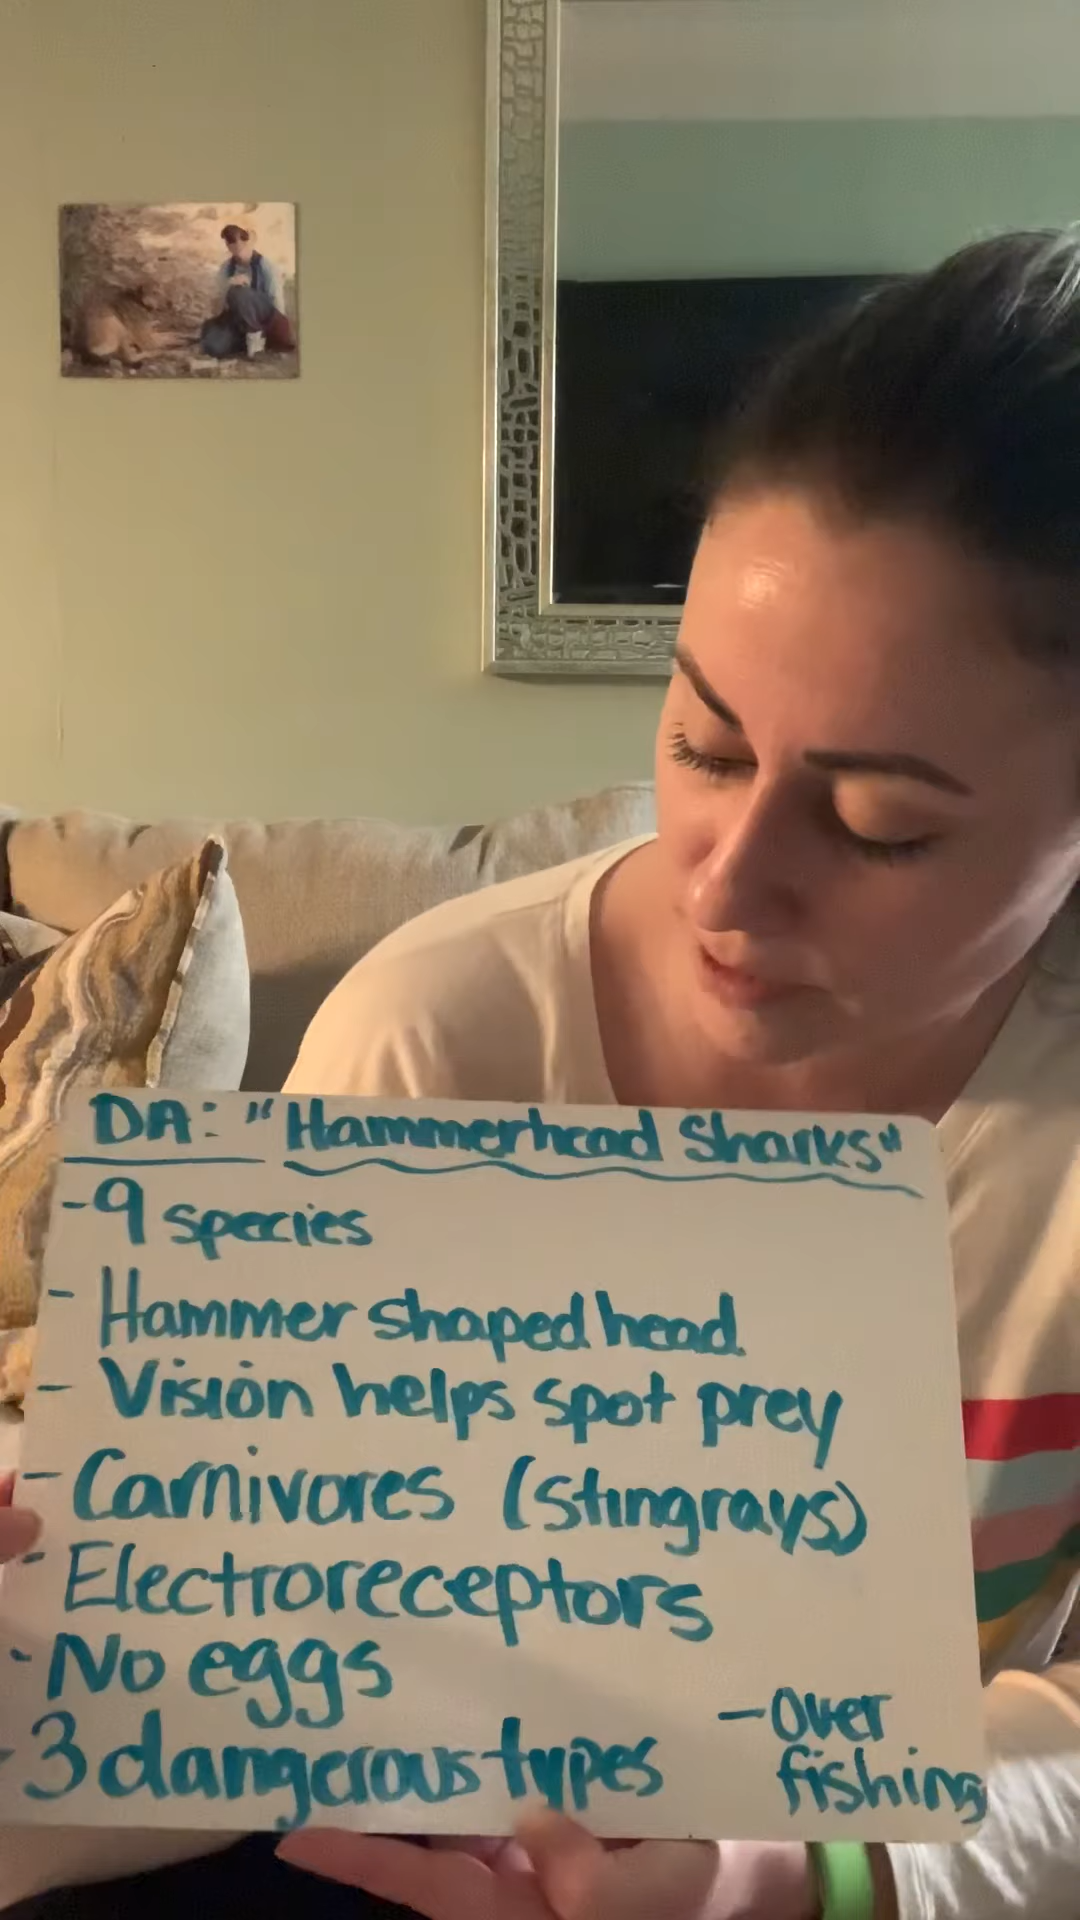 DA: "Hammerhead Sharks"
- 9 species
- Hammer shaped head
- Vision helps spot prey
- Carnivores (stingrays)
- Electroreceptors
- No eggs
- 3 dangerous types
- Over
fishing